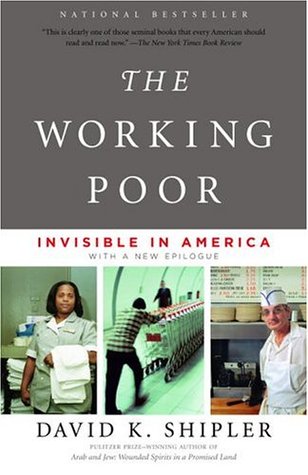 NATIONAL BESTSELLER
"This is clearly one of those seminal books that every American should
read and read now." —The New York Times Book Review
THE
WORKING
POOR
INVISIBLE IN AMERICA
WITH A NEW EPILOGUE
DAVID K. SHIPLER
PULITZER PRIZE–WINNING AUTHOR OF
Arab and Jew: Wounded Spirits in a Promised Land